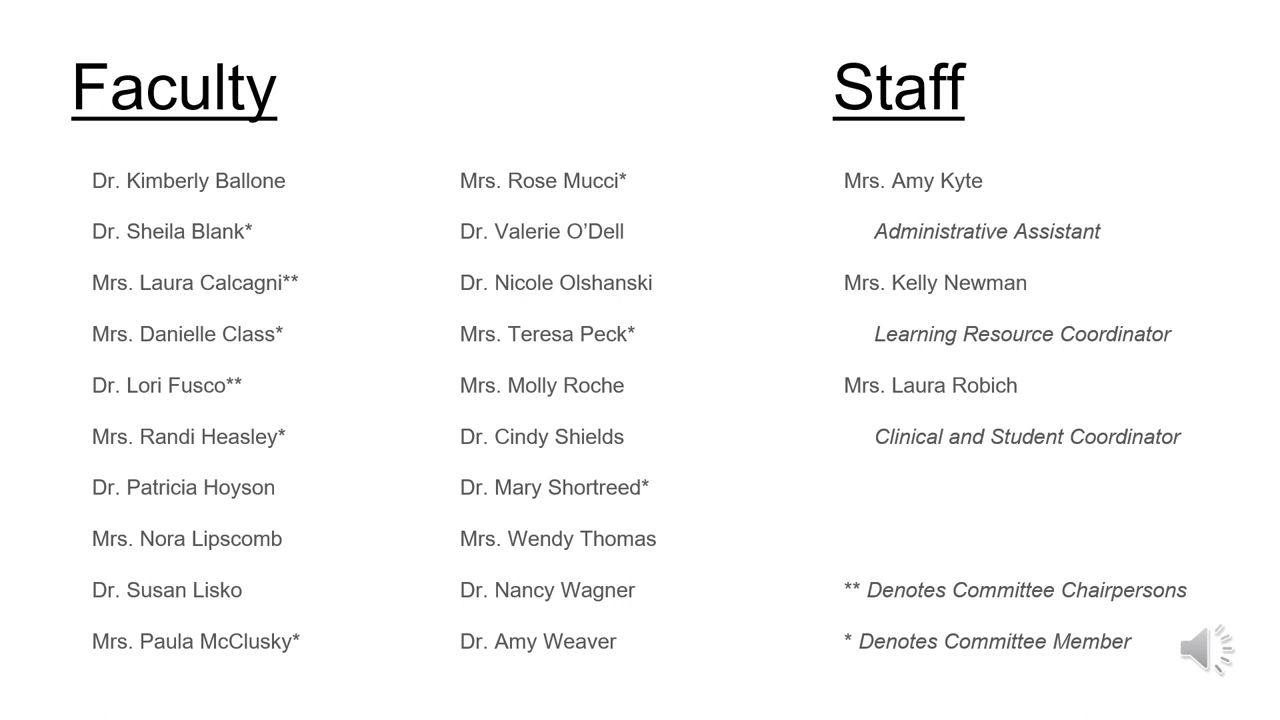 Faculty
Dr. Kimberly Ballone
Dr. Sheila Blank*
Mrs. Laura Calcagni**
Mrs. Danielle Class*
Dr. Lori Fusco**
Mrs. Randi Heasley*
Dr. Patricia Hoyson
Mrs. Nora Lipscomb
Dr. Susan Lisko
Mrs. Paula McClusky*
Mrs. Rose Mucci*
Dr. Valerie O’Dell
Dr. Nicole Olshanski
Mrs. Teresa Peck*
Mrs. Molly Roche
Dr. Cindy Shields
Dr. Mary Shortreed*
Mrs. Wendy Thomas
Dr. Nancy Wagner
Dr. Amy Weaver
Staff
Mrs. Amy Kyte
Administrative Assistant
Mrs. Kelly Newman
Learning Resource Coordinator
Mrs. Laura Robich
Clinical and Student Coordinator
** Denotes Committee Chairpersons
* Denotes Committee Member